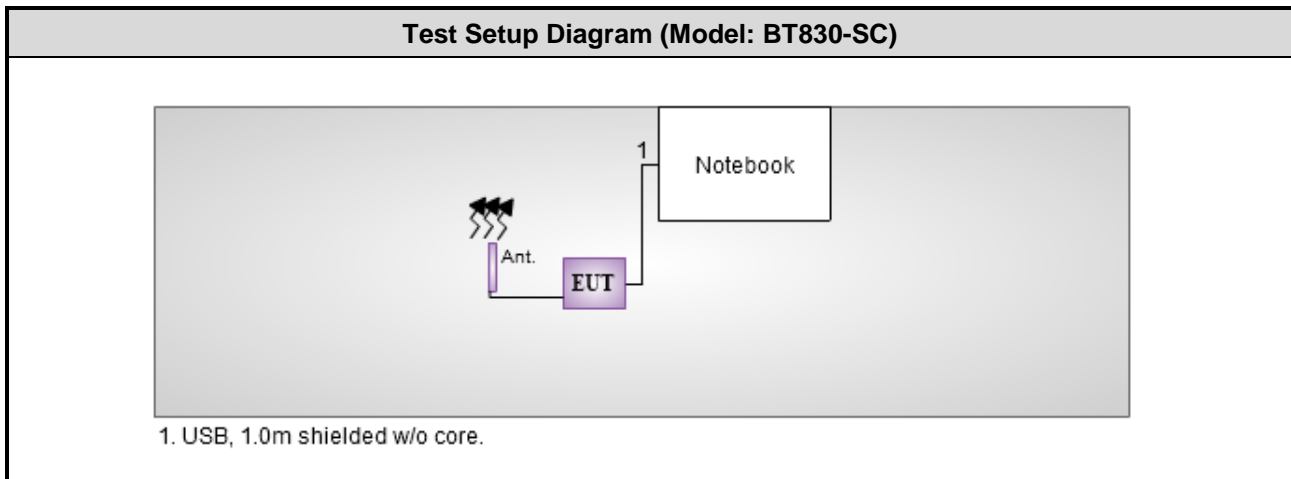 Test Setup Diagram (Model: BT830-SC)
1
Notebook
Ant.
EUT
1. USB, 1.0m shielded w/o core.